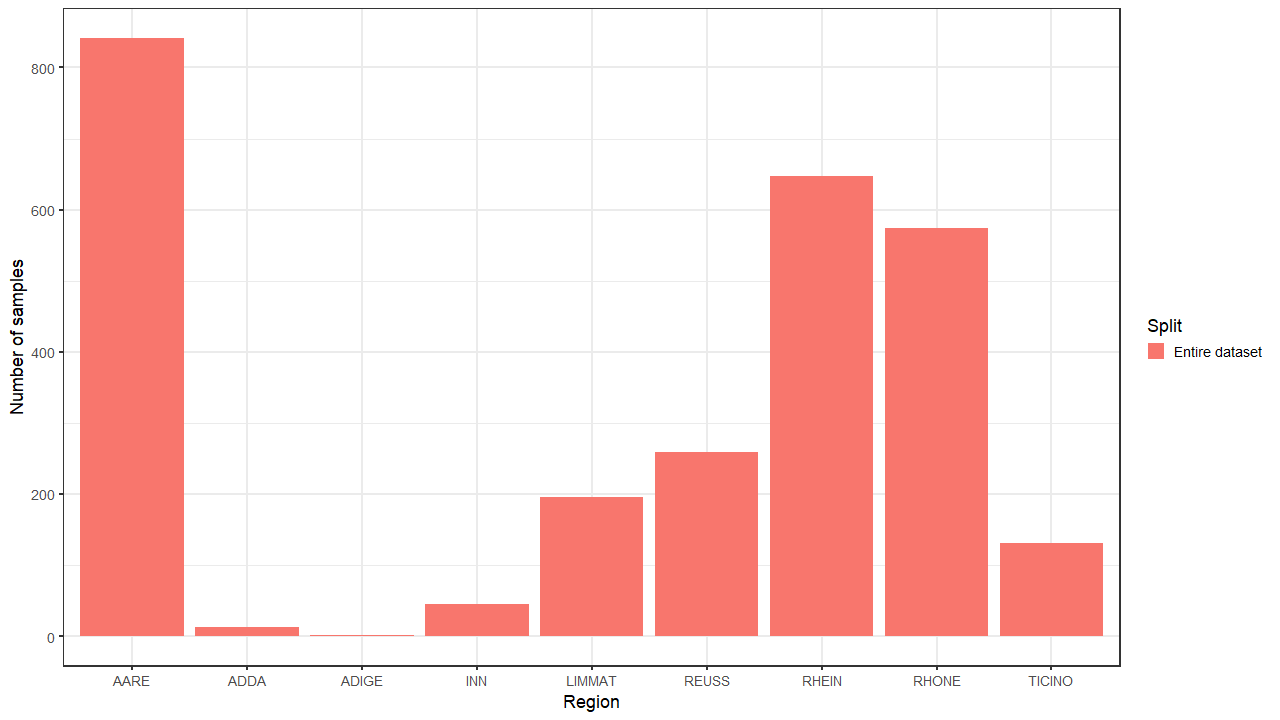 800
600
400
200
0
Number of samples
AARE ADDA ADIGE INN LIMMAT REUSS RHEIN RHONE TICINO
Region
Split
Entire dataset